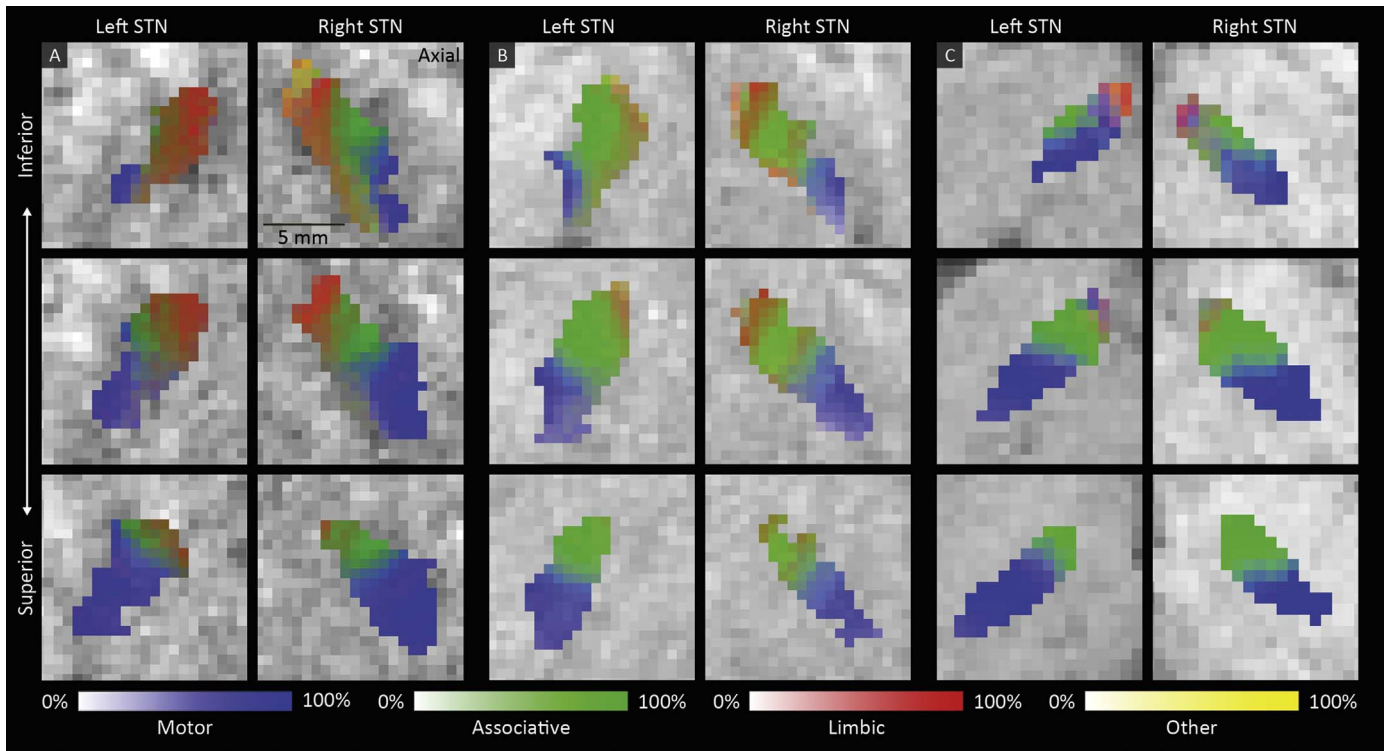 Left STN Right STN Left STN Right STN Left STN Right STN
A Axial B C
Inferior
5 mm
Superior
0% 100% 0% 100% 0% 100% 0% 100%
Motor Associative Limbic Other